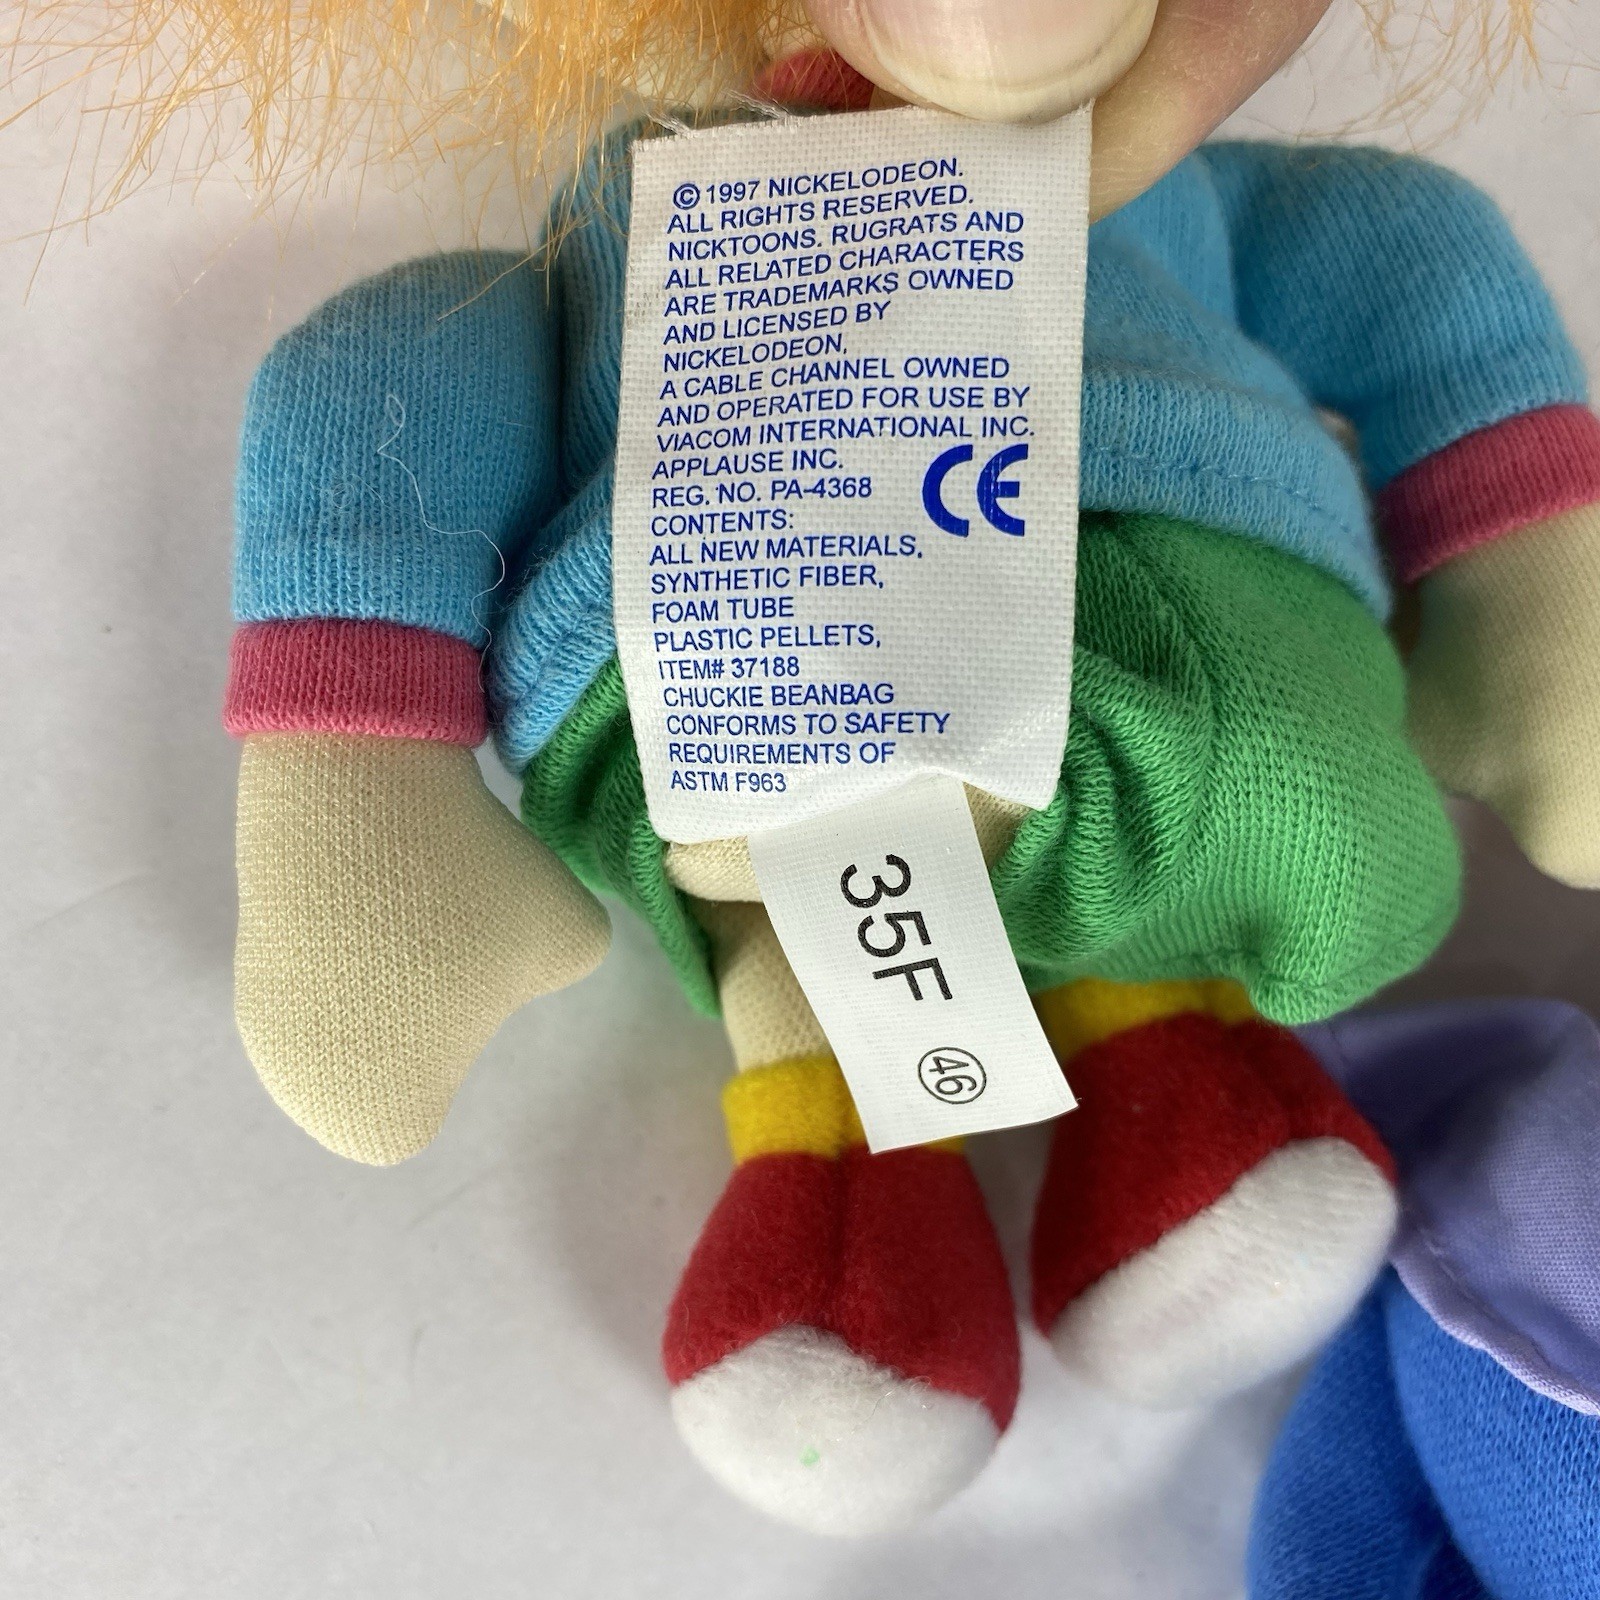 © 1997 NICKELODEON.
ALL RIGHTS RESERVED.
NICKTOONS. RUGRATS AND
ALL RELATED CHARACTERS
ARE TRADEMARKS OWNED
AND LICENSED BY
NICKELODEON,
A CABLE CHANNEL OWNED
AND OPERATED FOR USE BY
VIACOM INTERNATIONAL INC.
APPLAUSE INC.
REG. NO. PA-4368
CE
CONTENTS:
ALL NEW MATERIALS,
SYNTHETIC FIBER,
FOAM TUBE
PLASTIC PELLETS,
ITEM# 37188
CHUCKIE BEANBAG
CONFORMS TO SAFETY
REQUIREMENTS OF
ASTM F963
35F 46